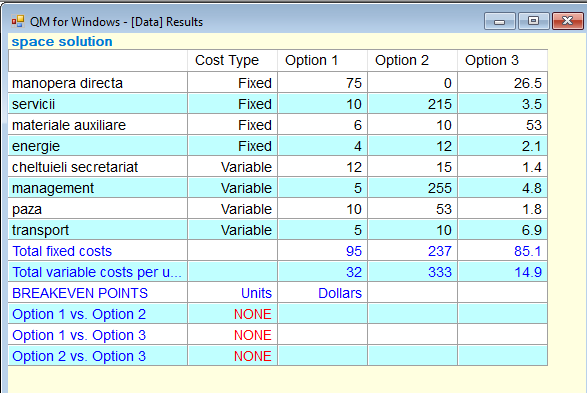 QM for Windows - [Data] Results
space solution
Cost Type Option 1 Option 2 Option 3
manopera directa Fixed 75 0 26.5
servicii Fixed 10 215 3.5
materiale auxiliare Fixed 6 10 53
energie Fixed 4 12 2.1
cheltuieli secretariat Variable 12 15 1.4
management Variable 5 255 4.8
paza Variable 10 53 1.8
transport Variable 5 10 6.9
Total fixed costs 95 237 85.1
Total variable costs per u... 32 333 14.9
BREAKEVEN POINTS Units Dollars
Option 1 vs. Option 2 NONE
Option 1 vs. Option 3 NONE
Option 2 vs. Option 3 NONE